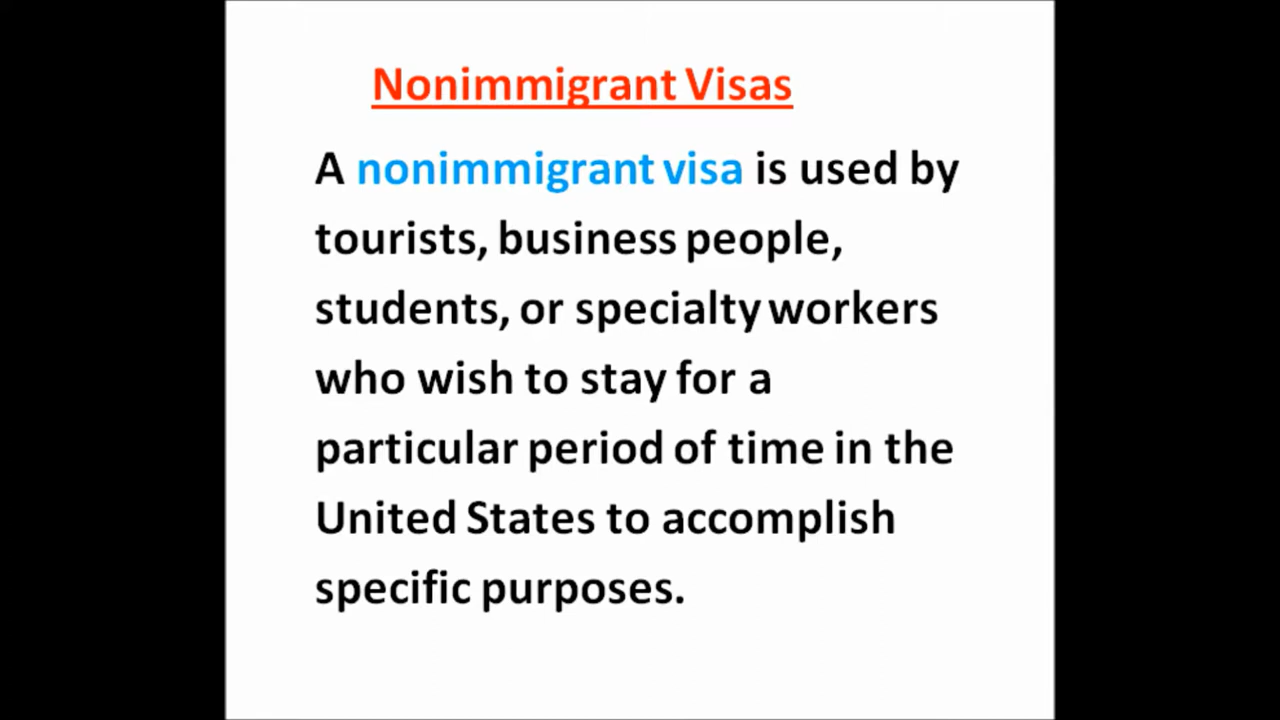 Nonimmigrant Visas
A nonimmigrant visa is used by
tourists, business people,
students, or specialty workers
who wish to stay for a
particular period of time in the
United States to accomplish
specific purposes.